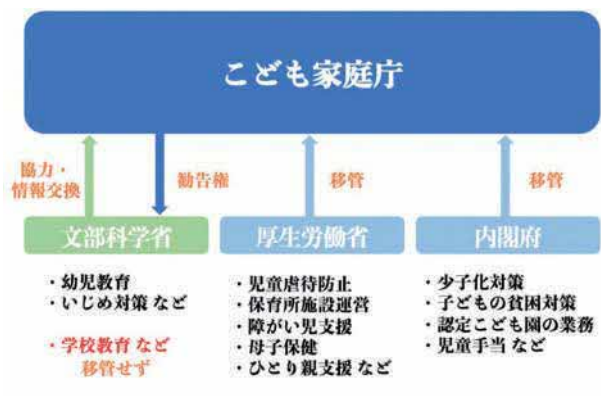 こども家庭庁
協力・
情報交換
勧告権
移管
移管
文部科学省
厚生労働省
内閣府
・幼児教育
・いじめ対策 など
・学校教育 など
移管せず
・児童虐待防止
・保育所施設運営
・障がい児支援
・母子保健
・ひとり親支援 など
・少子化対策
・子どもの貧困対策
・認定こども園の業務
・児童手当 など